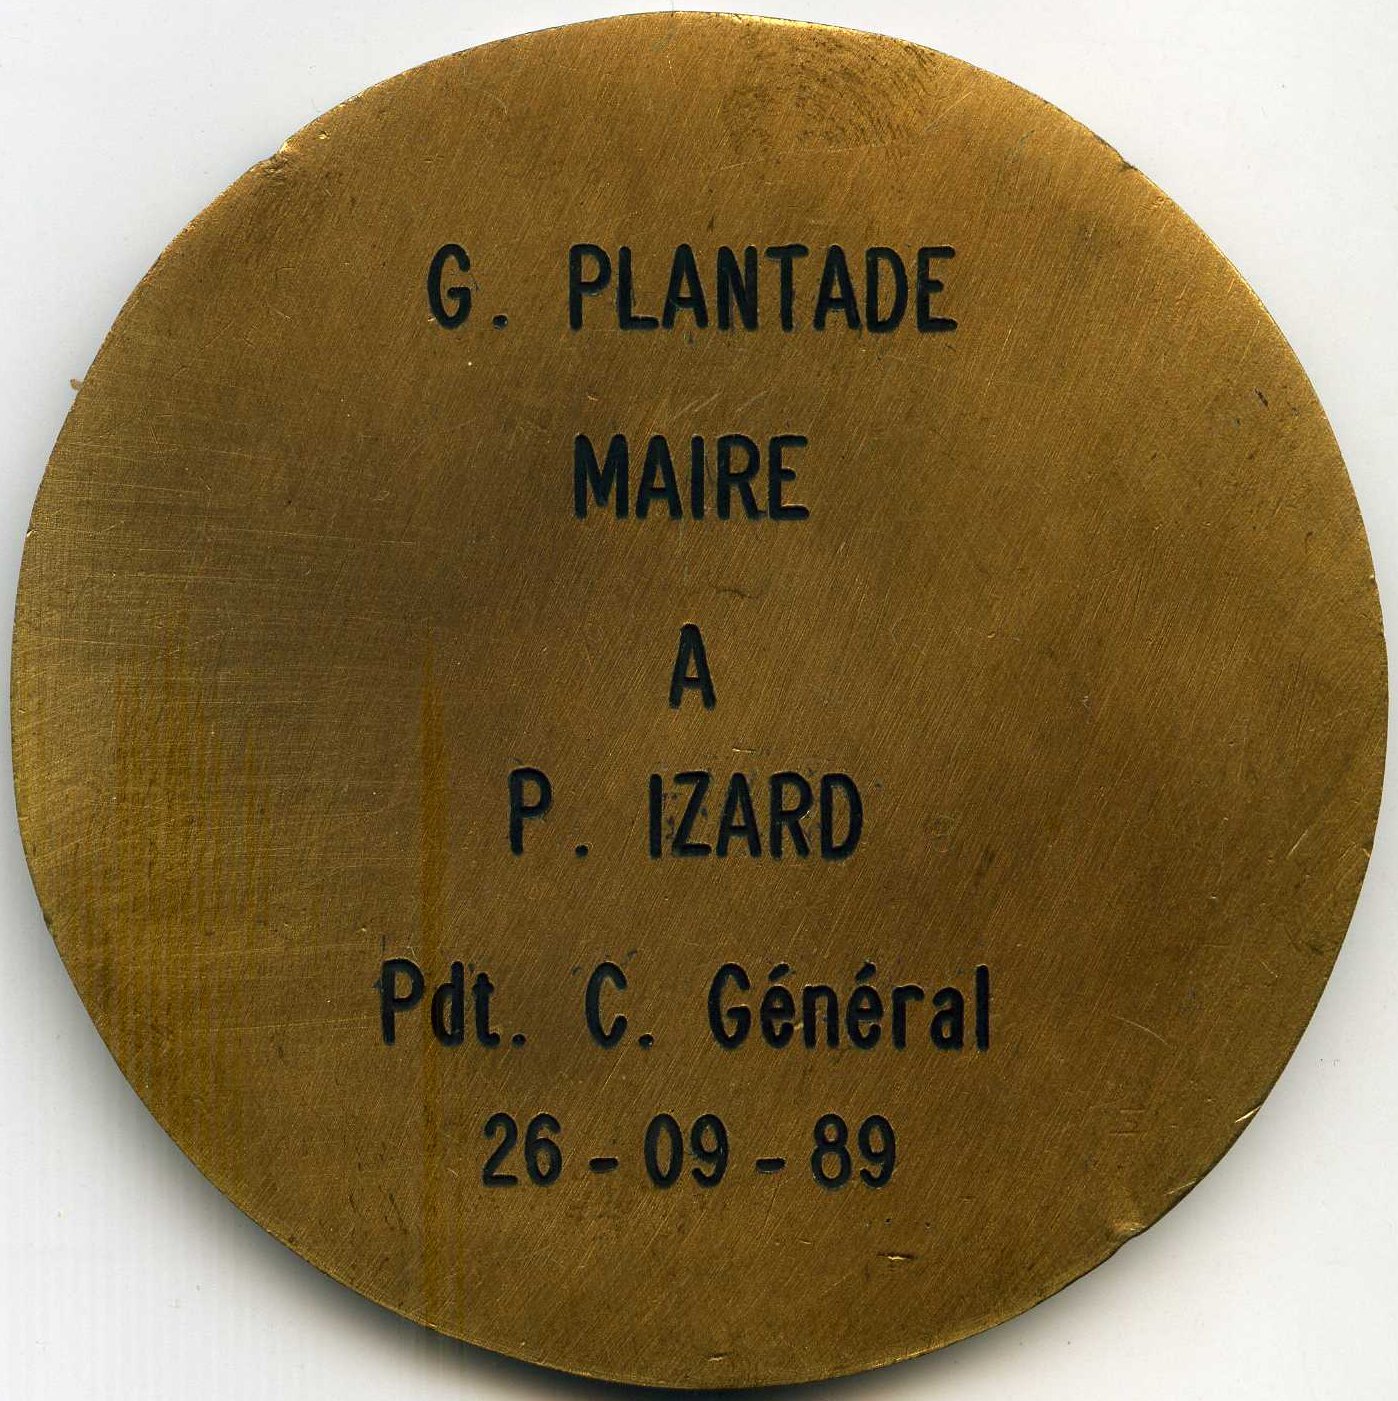 G. PLANTADE
MAIRE
A
P. IZARD
Pdt. C. Général
26-09-89